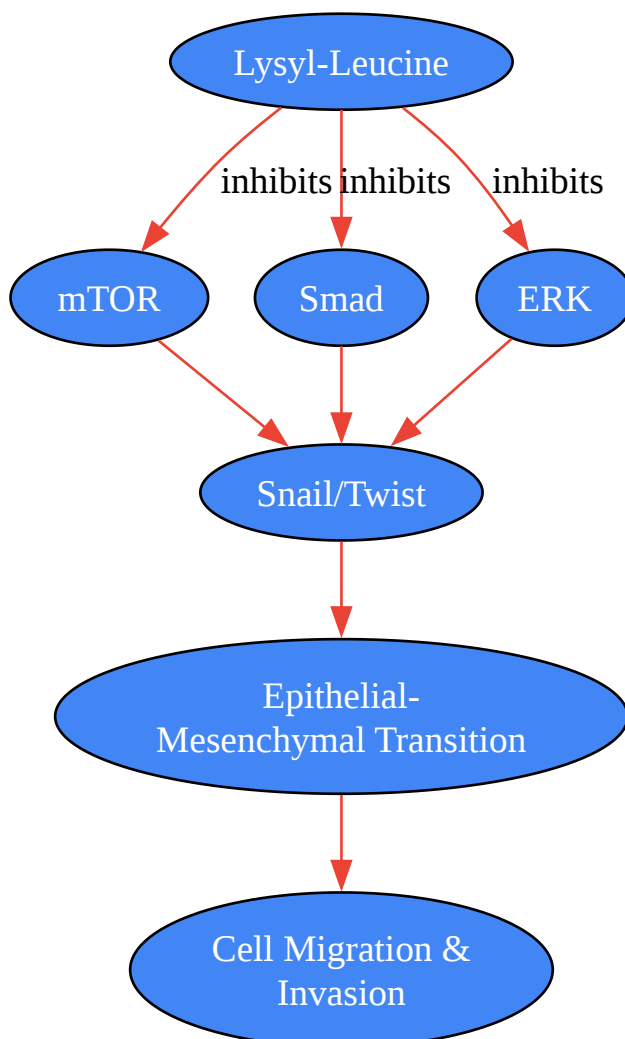 Lysyl-Leucine
inhibits inhibits inhibits
mTOR Smad ERK
Snail/Twist
Epithelial-
Mesenchymal Transition
Cell Migration &
Invasion